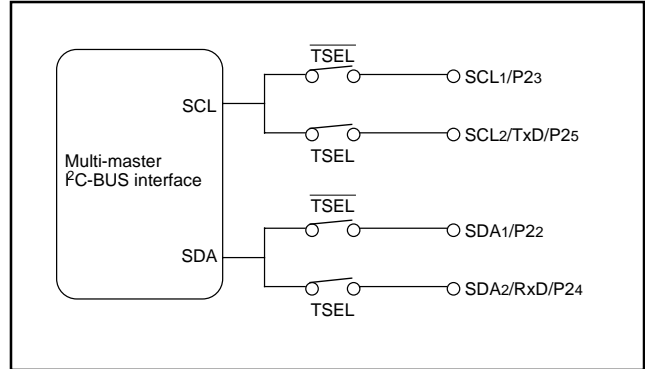 TSEL
SCL1/P23
SCL
SCL2/TxD/P25
TSEL
Multi-master
I2C-BUS interface
TSEL
SDA1/P22
SDA
SDA2/RxD/P24
TSEL